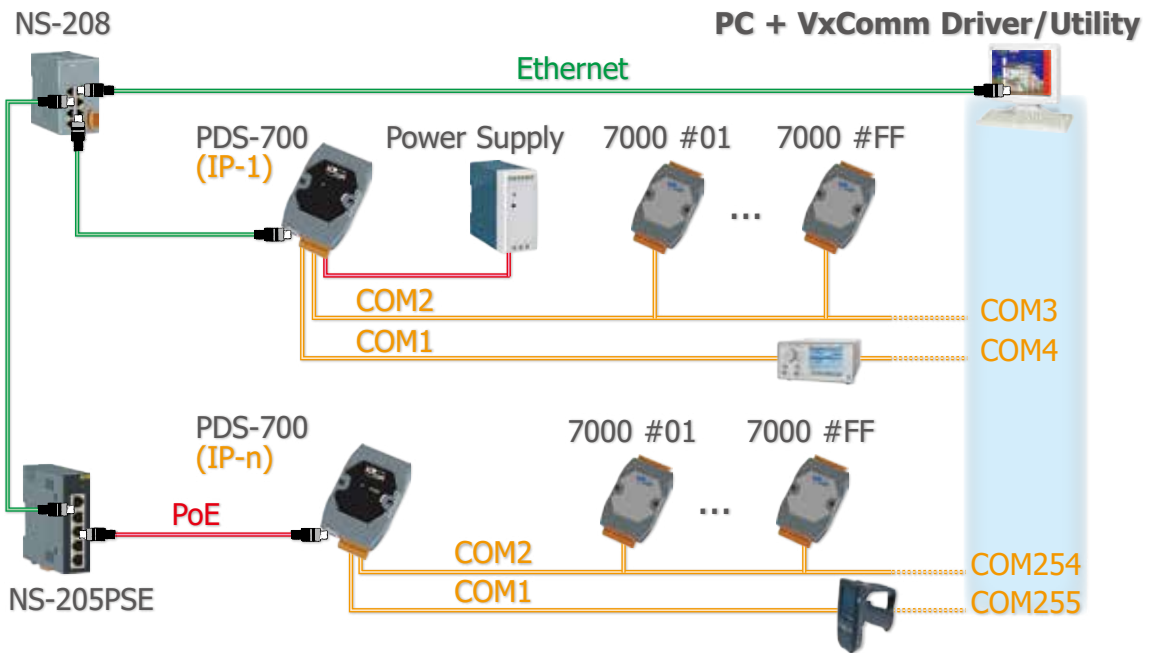 NS-208
PC + VxComm Driver/Utility
Ethernet
PDS-700
(IP-1)
Power Supply
7000 #01
7000 #FF
...
COM2
COM3
COM1
COM4
PDS-700
(IP-n)
7000 #01
7000 #FF
...
PoE
COM2
COM254
COM1
COM255
NS-205PSE